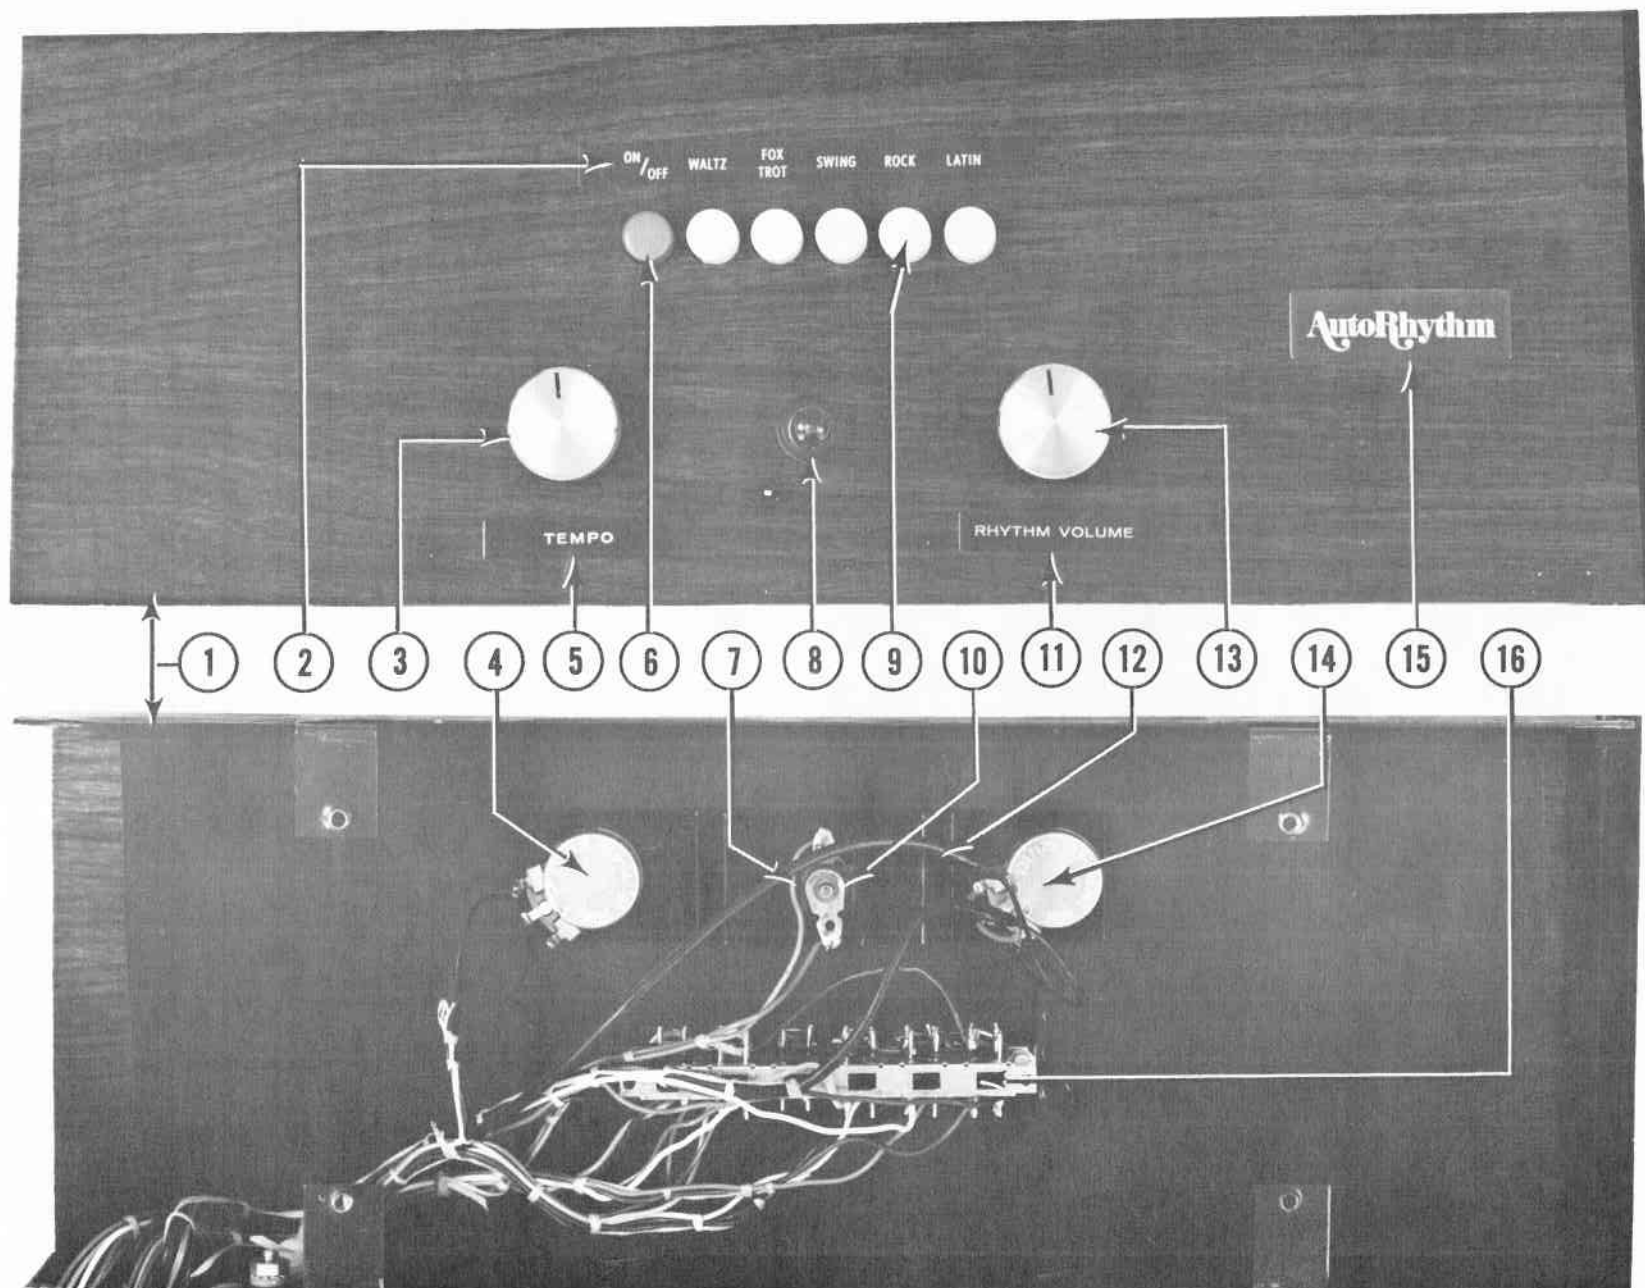 ON/OFF WALTZ FOX TROT SWING ROCK LATIN
AutoRhythm
TEMPO RHYTHM VOLUME
1 2 3 4 5 6 7 8 9 10 11 12 13 14 15 16